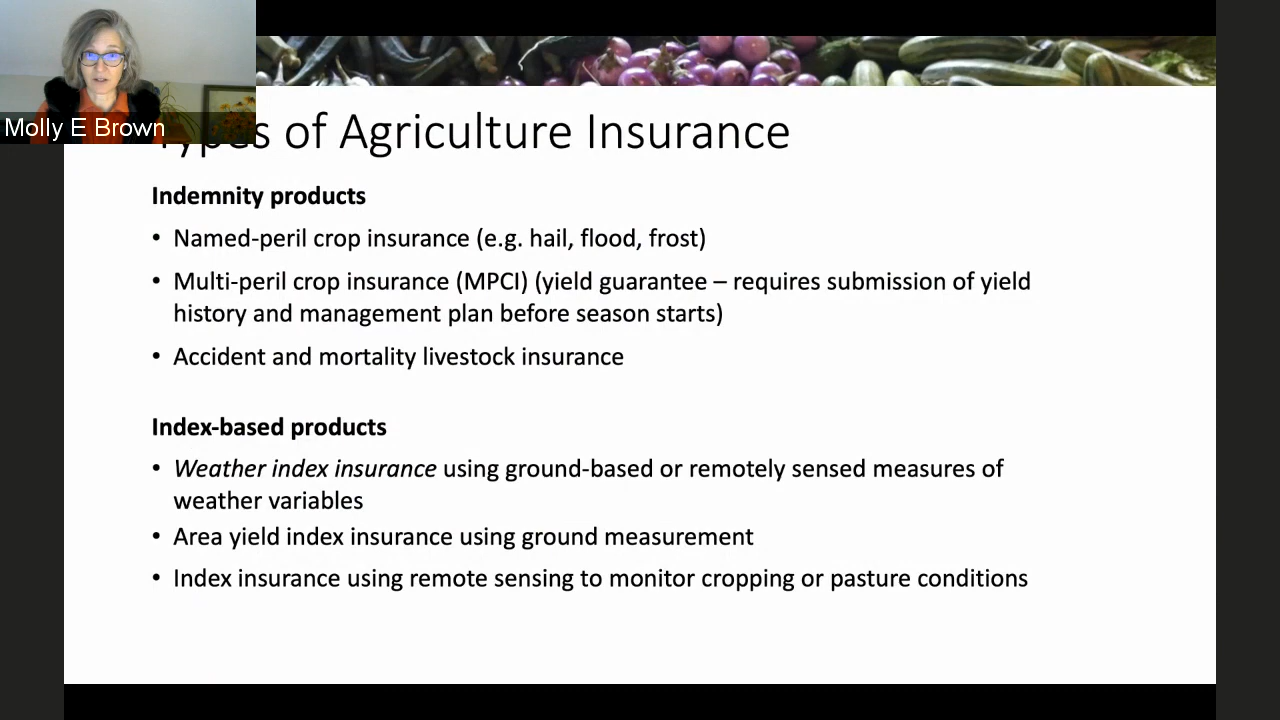 Molly E Brown
Types of Agriculture Insurance
Indemnity products
• Named-peril crop insurance (e.g. hail, flood, frost)
• Multi-peril crop insurance (MPCI) (yield guarantee – requires submission of yield
history and management plan before season starts)
• Accident and mortality livestock insurance
Index-based products
• Weather index insurance using ground-based or remotely sensed measures of
weather variables
• Area yield index insurance using ground measurement
• Index insurance using remote sensing to monitor cropping or pasture conditions